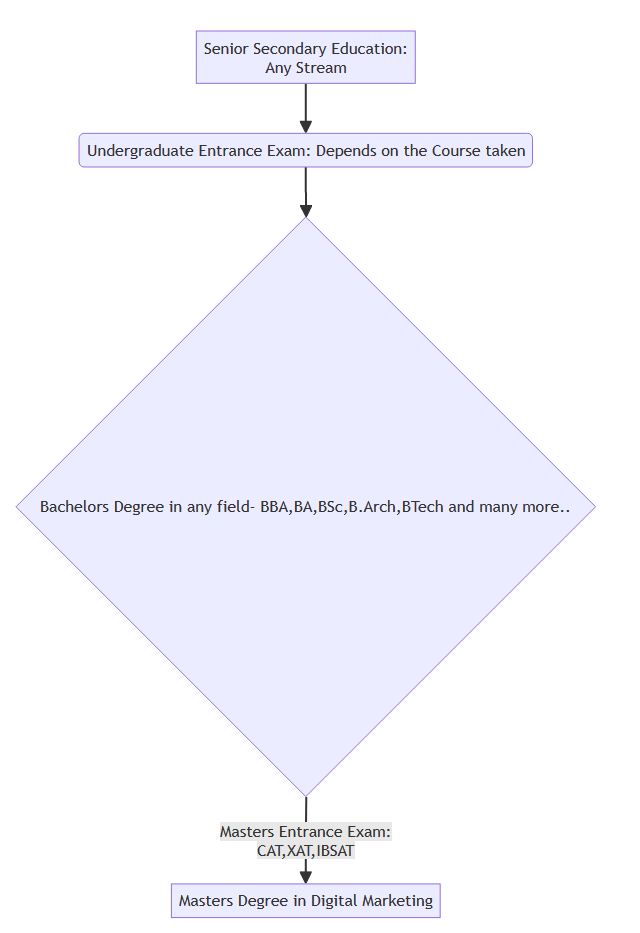 Senior Secondary Education:
Any Stream
Undergraduate Entrance Exam: Depends on the Course taken
Bachelors Degree in any field- BBA,BA,BSc,B.Arch,BTech and many more..
Masters Entrance Exam:
CAT,XAT,IBSAT
Masters Degree in Digital Marketing